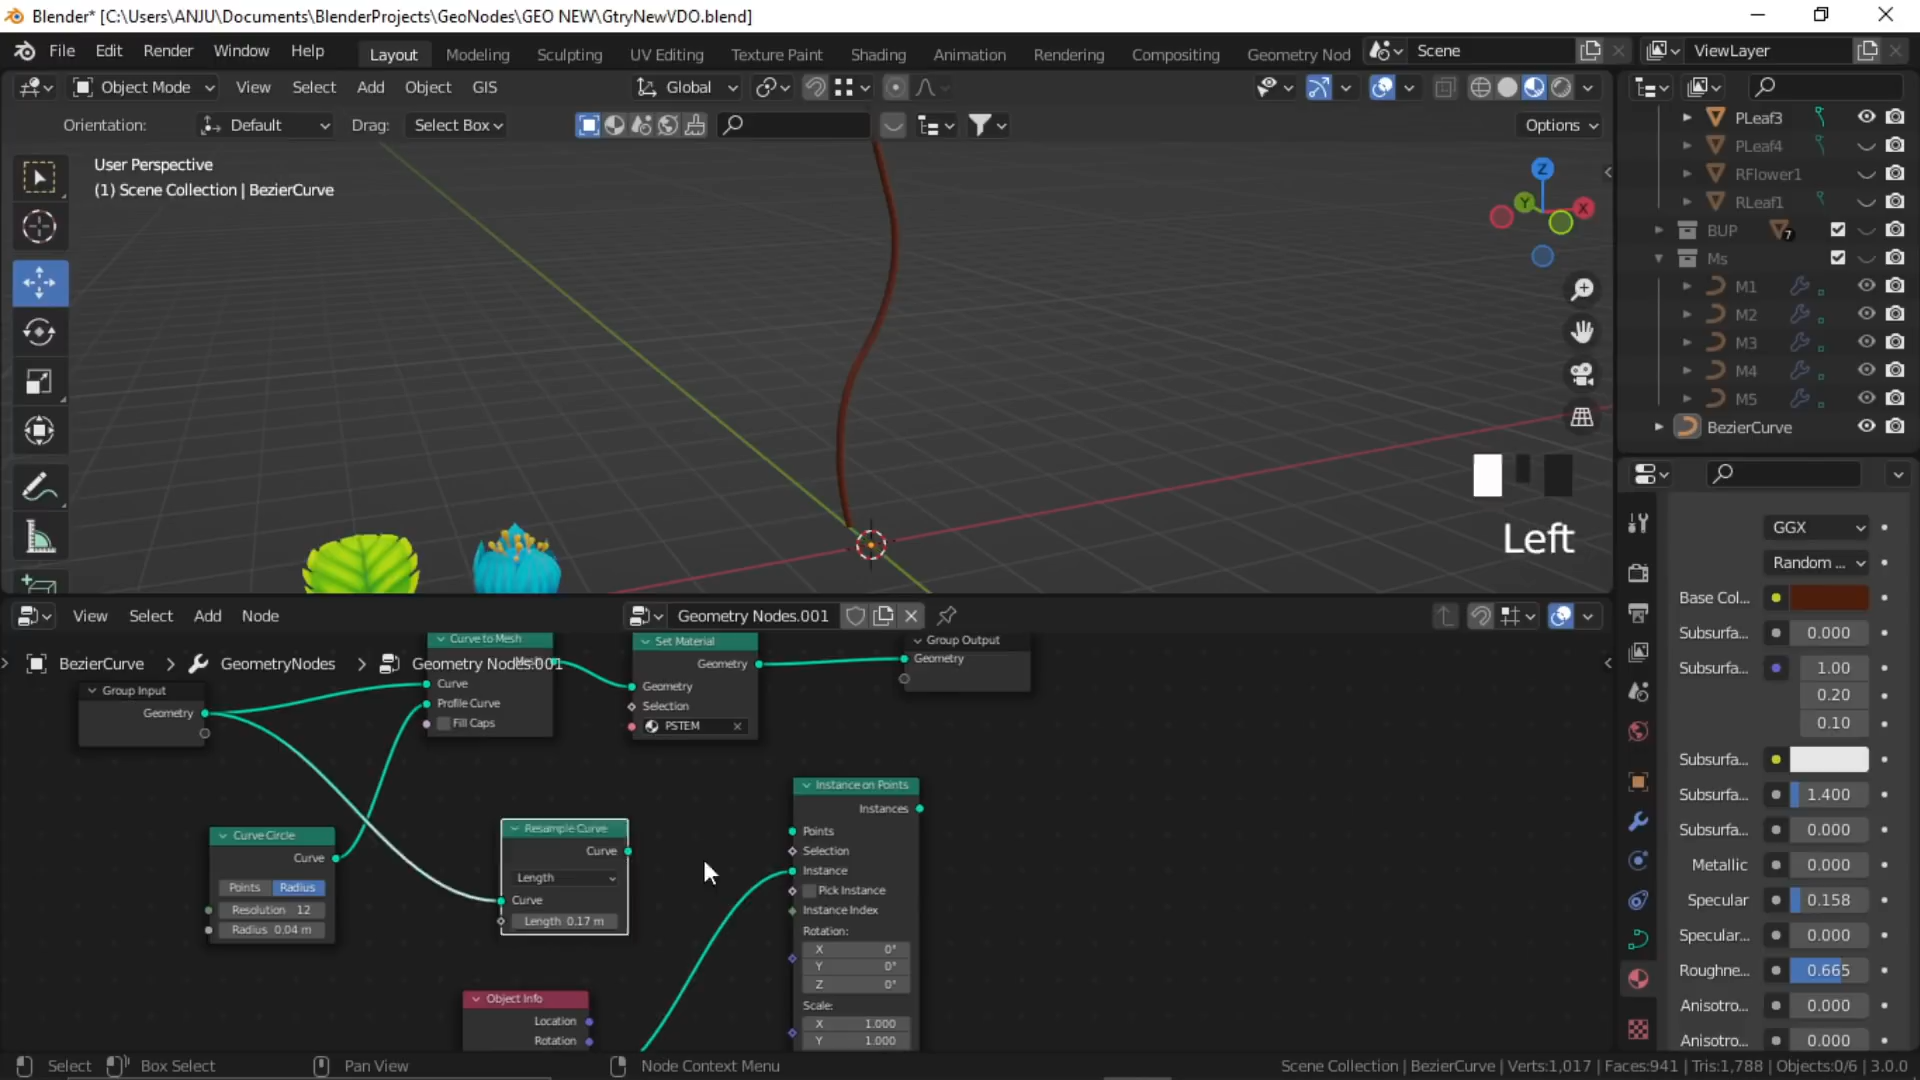 Blender* [C:\Users\ANJU\Documents\BlenderProjects\GeoNodes\GEO NEW\GtryNewVDO.blend]
File Edit Render Window Help Layout Modeling Sculpting UV Editing Texture Paint Shading Animation Rendering Compositing Geometry Nod Scene ViewLayer
Object Mode View Select Add Object GIS Global
Orientation: Default Drag: Select Box Options
User Perspective
(1) Scene Collection | BezierCurve
Z
Y
X
Left
PLeaf3
PLeaf4
RFlower1
RLeaf1
BUP 7
Ms
M1
M2
M3
M4
M5
BezierCurve
View Select Add Node Geometry Nodes.001
BezierCurve > GeometryNodes > Geometry Nodes.001
Group Input
Geometry
Curve to Mesh
Curve
Profile Curve
Fill Caps
Set Material
Geometry
Geometry
Selection
PSTEM
Group Output
Geometry
Curve Circle
Curve
Points Radius
Resolution 12
Radius 0.04 m
Resample Curve
Curve
Length
Curve
Length 0.17 m
Object Info
Location
Rotation
Instance on Points
Instances
Points
Selection
Instance
Pick Instance
Instance Index
Rotation:
X 0°
Y 0°
Z 0°
Scale:
X 1.000
Y 1.000
GGX
Random ...
Base Col...
Subsurfa... 0.000
Subsurfa... 1.00
0.20
0.10
Subsurfa...
Subsurfa... 1.400
Subsurfa... 0.000
Metallic 0.000
Specular 0.158
Specular... 0.000
Roughne... 0.665
Anisotro... 0.000
Anisotro... 0.000
Select Box Select Pan View Node Context Menu Scene Collection | BezierCurve | Verts:1,017 | Faces:941 | Tris:1,788 | Objects:0/6 | 3.0.0